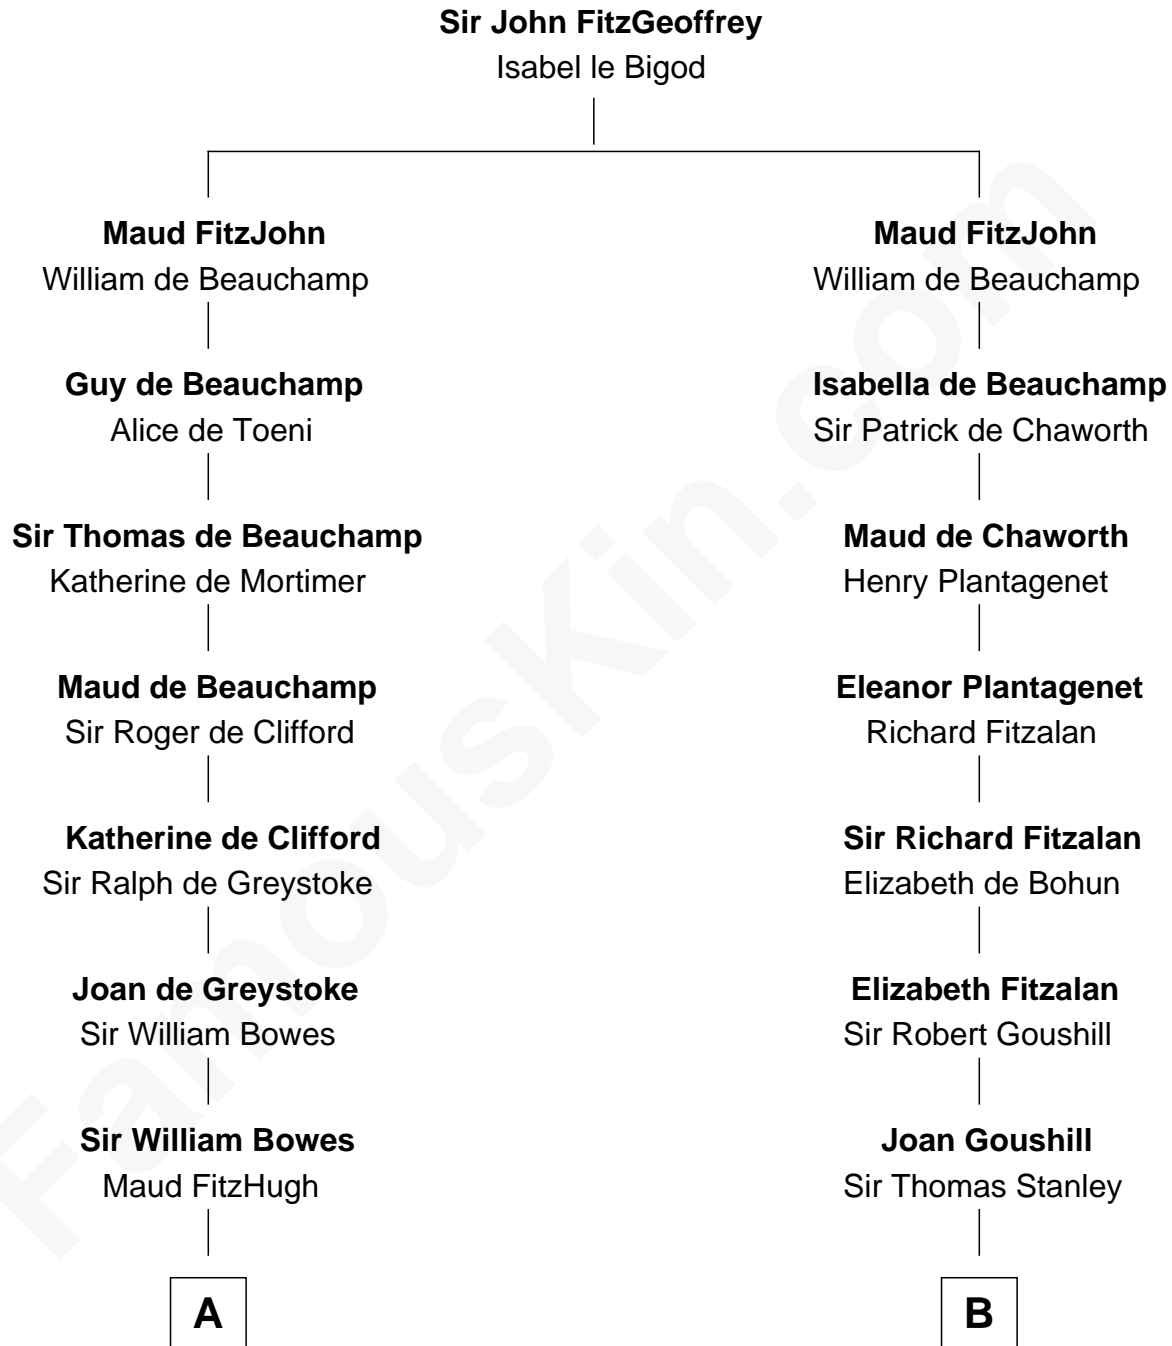 Sir John FitzGeoffrey
Isabel le Bigod
Maud FitzJohn
William de Beauchamp
Maud FitzJohn
William de Beauchamp
Guy de Beauchamp
Alice de Toeni
Isabella de Beauchamp
Sir Patrick de Chaworth
Sir Thomas de Beauchamp
Katherine de Mortimer
Maud de Chaworth
Henry Plantagenet
Maud de Beauchamp
Sir Roger de Clifford
Eleanor Plantagenet
Richard Fitzalan
Katherine de Clifford
Sir Ralph de Greystoke
Sir Richard Fitzalan
Elizabeth de Bohun
Joan de Greystoke
Sir William Bowes
Elizabeth Fitzalan
Sir Robert Goushill
Sir William Bowes
Maud FitzHugh
Joan Goushill
Sir Thomas Stanley
A
B
FamousKin.com